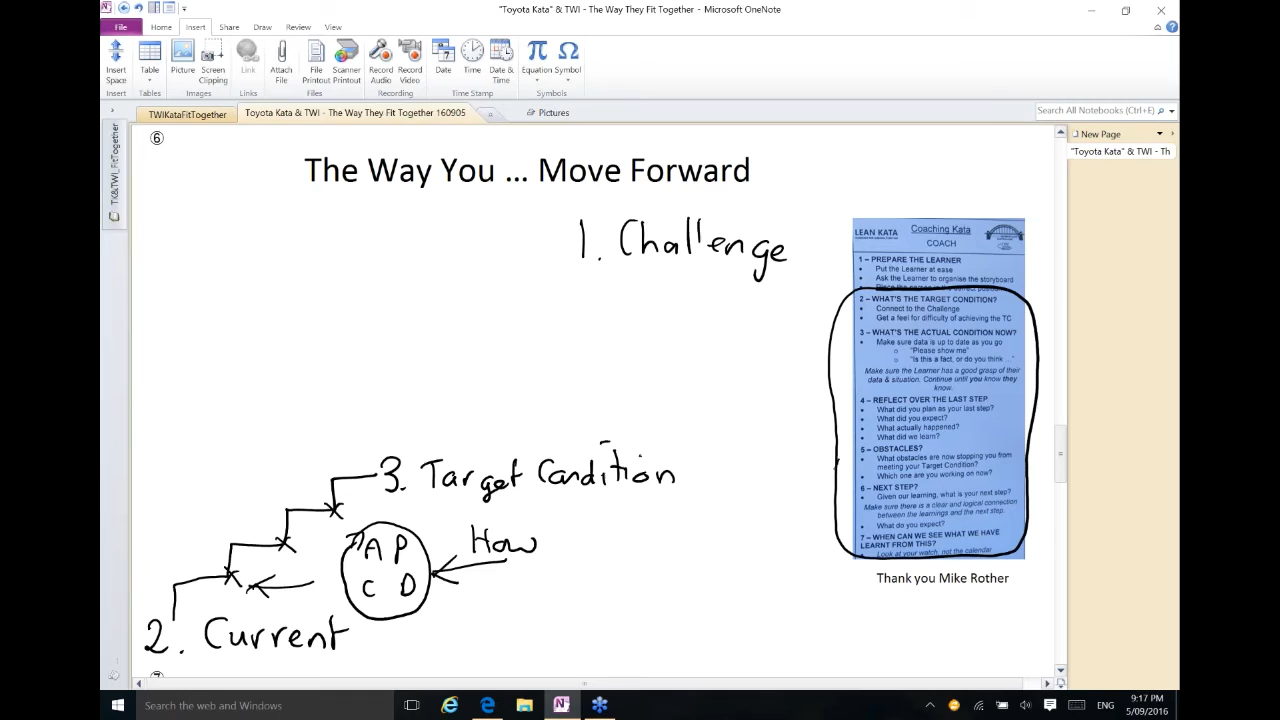 "Toyota Kata" & TWI - The Way They Fit Together - Microsoft OneNote
File Home Insert Share Draw Review View
Insert Space
Table
Picture
Screen Clipping
Link
Attach File
File Printout
Scanner Printout
Record Audio
Record Video
Date
Time
Date & Time
Equation
Symbol
Insert Tables Images Links Files Recording Time Stamp Symbols
TWIKataFitTogether
Toyota Kata & TWI - The Way They Fit Together 160905
Pictures
Search All Notebooks (Ctrl+E)
New Page
"Toyota Kata" & TWI - Th
TK&TWI_FitTogether
⑥
The Way You ... Move Forward
1. Challenge
LEAN KATA
Coaching Kata
COACH
1 – PREPARE THE LEARNER
• Put the Learner at ease
• Ask the Learner to organise the storyboard
2 – WHAT'S THE TARGET CONDITION?
• Connect to the Challenge
• Get a feel for difficulty of achieving the TC
3 – WHAT'S THE ACTUAL CONDITION NOW?
• Make sure data is up to date as you go
o "Please show me"
o "Is this a fact, or do you think ..."
Make sure the Learner has a good grasp of their
data & situation. Continue until you know they
know.
4 – REFLECT OVER THE LAST STEP
• What did you plan as your last step?
• What did you expect?
• What actually happened?
• What did we learn?
5 – OBSTACLES?
• What obstacles are now stopping you from
meeting your Target Condition?
• Which one are you working on now?
6 – NEXT STEP?
• Given our learning, what is your next step?
Make sure there is a clear and logical connection
between the learnings and the next step.
• What do you expect?
7 – WHEN CAN WE SEE WHAT WE HAVE
LEARNT FROM THIS?
• Look at your watch, not the calendar
Thank you Mike Rother
3. Target Condition
How
A P
C D
2. Current
Search the web and Windows
ENG
9:17 PM
5/09/2016